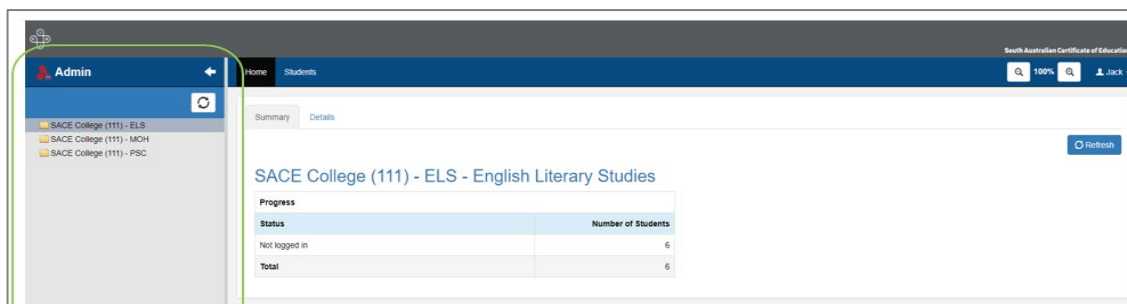 South Australian Certificate of Education
Admin
Home Students
100%
Jack
SACE College (111) - ELS
SACE College (111) - MOH
SACE College (111) - PSC
Summary Details
Refresh
SACE College (111) - ELS - English Literary Studies
Progress
Status Number of Students
Not logged in 6
Total 6